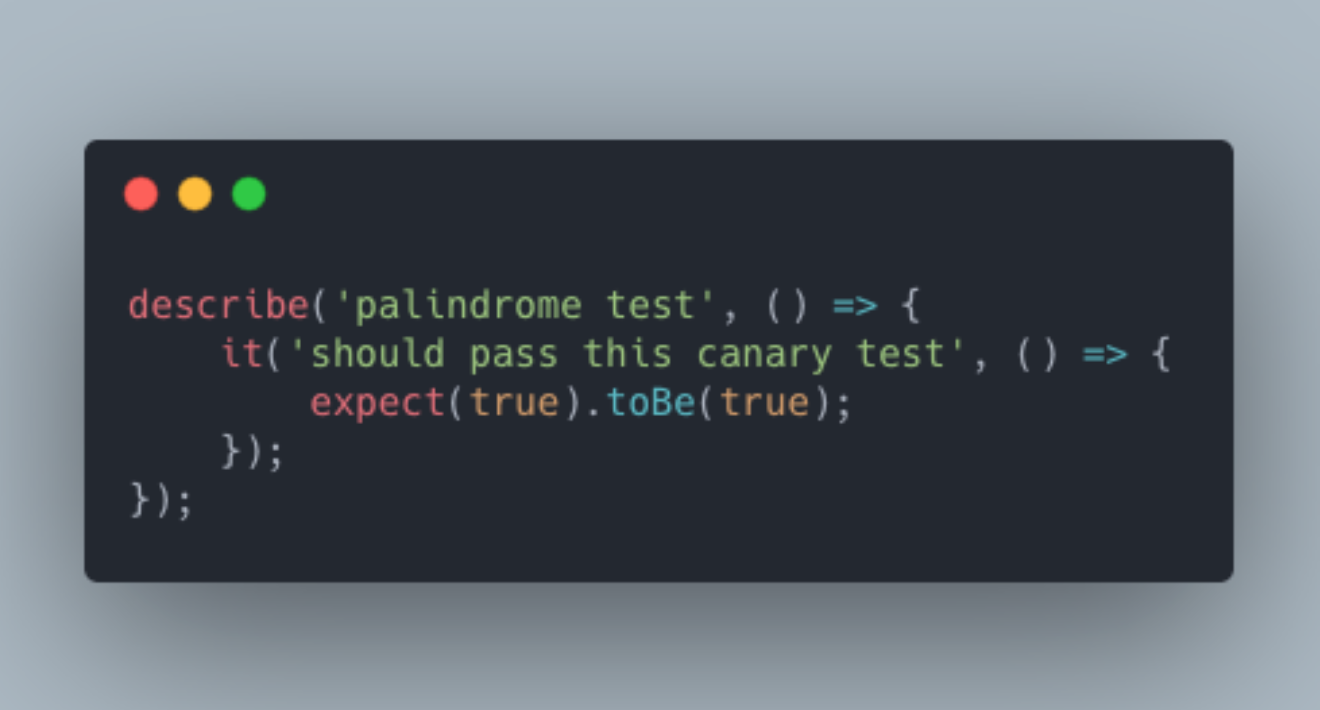 describe('palindrome test', () => {
    it('should pass this canary test', () => {
        expect(true).toBe(true);
    });
});